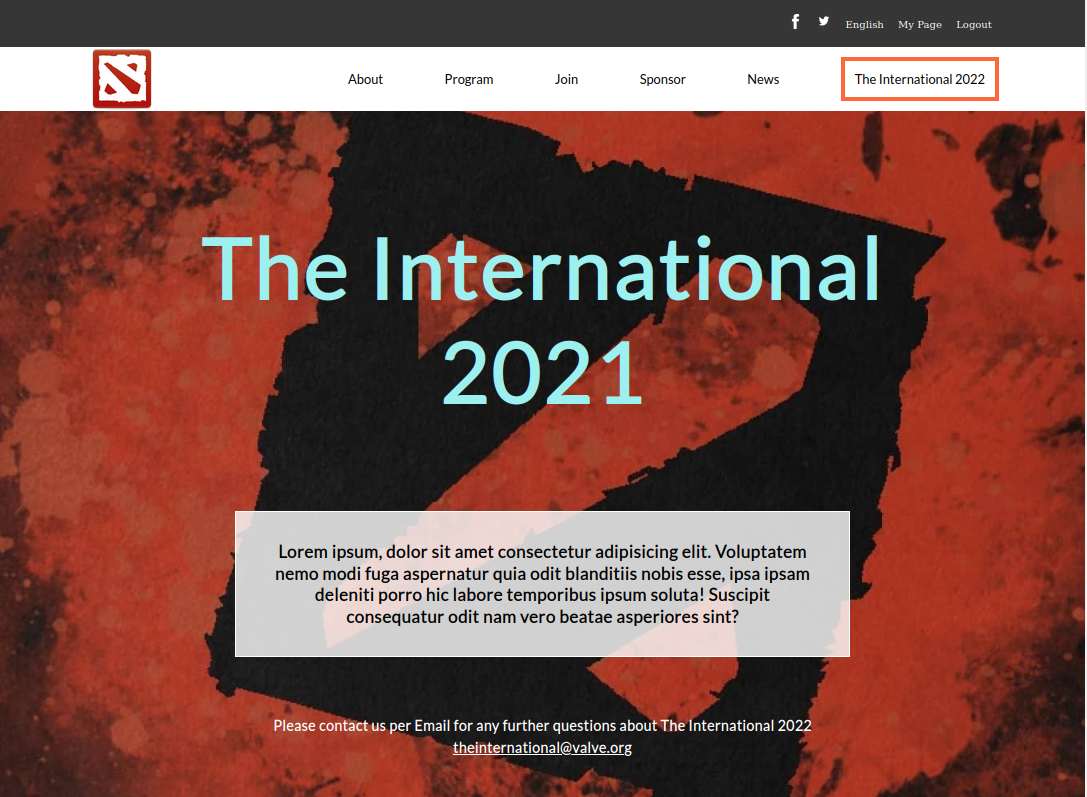 English My Page Logout
About Program Join Sponsor News The International 2022
The International
2021
Lorem ipsum, dolor sit amet consectetur adipisicing elit. Voluptatem
nemo modi fuga aspernatur quia odit blanditiis nobis esse, ipsa ipsam
deleniti porro hic labore temporibus ipsum soluta! Suscipit
consequatur odit nam vero beatae asperiores sint?
Please contact us per Email for any further questions about The International 2022
theinternational@valve.org